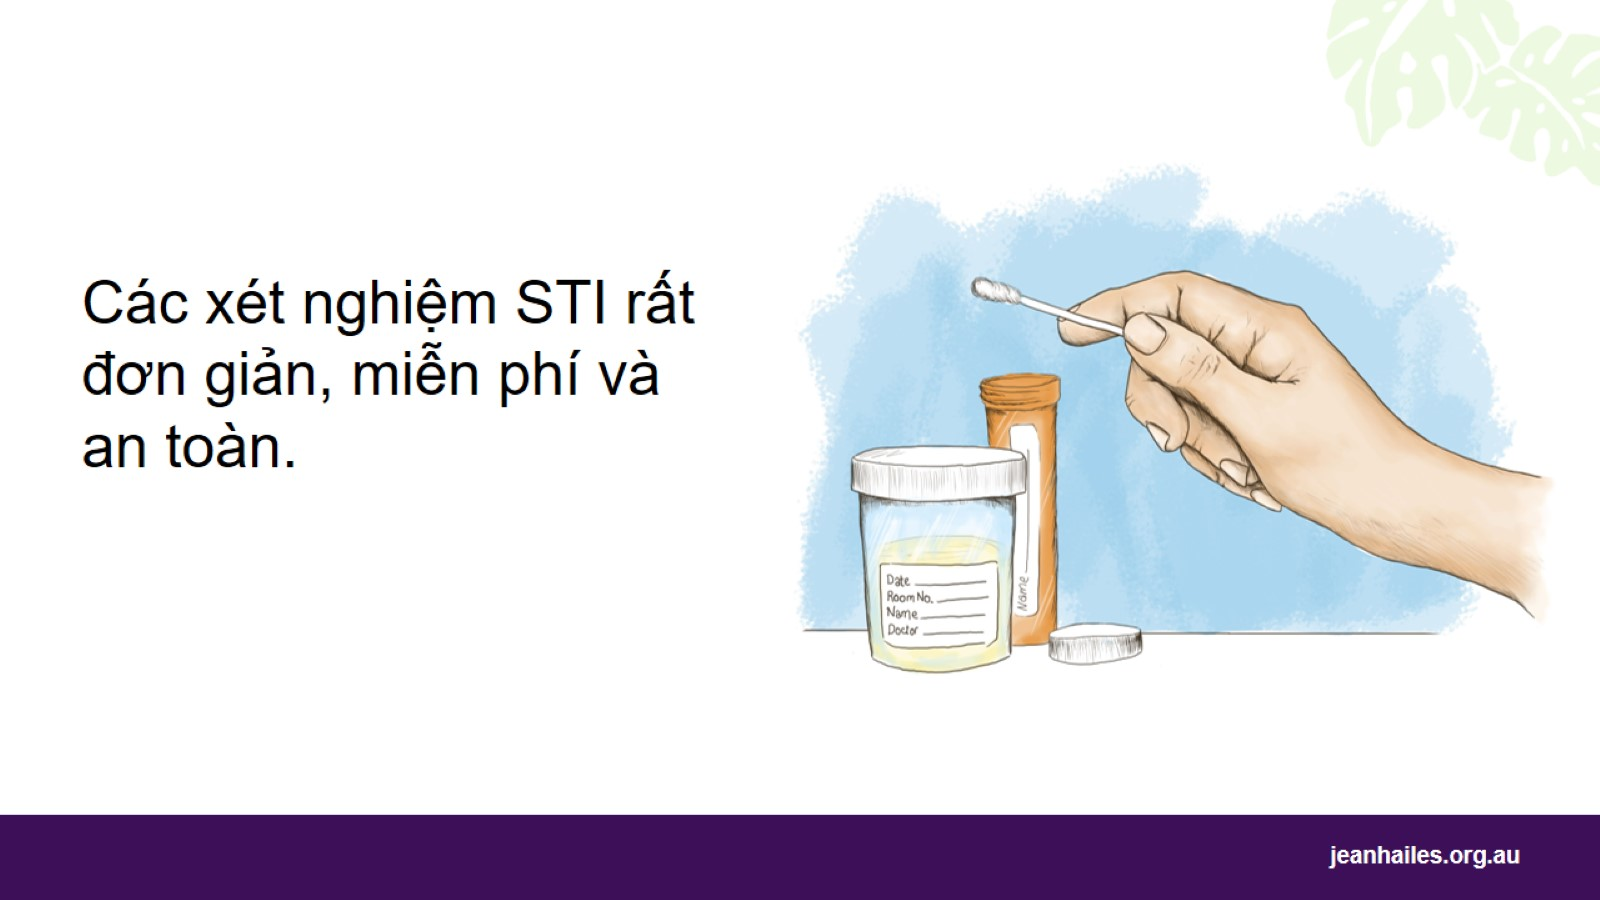 Các xét nghiệm STI rất
đơn giản, miễn phí và
an toàn.
Date
Room No.
Name
Doctor
Name
jeanhailes.org.au